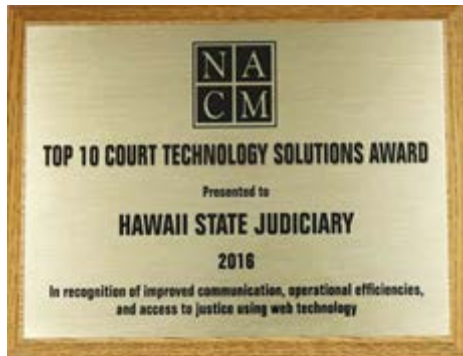 NA
CM
TOP 10 COURT TECHNOLOGY SOLUTIONS AWARD
Presented to
HAWAII STATE JUDICIARY
2016
In recognition of improved communication, operational efficiencies,
and access to justice using web technology